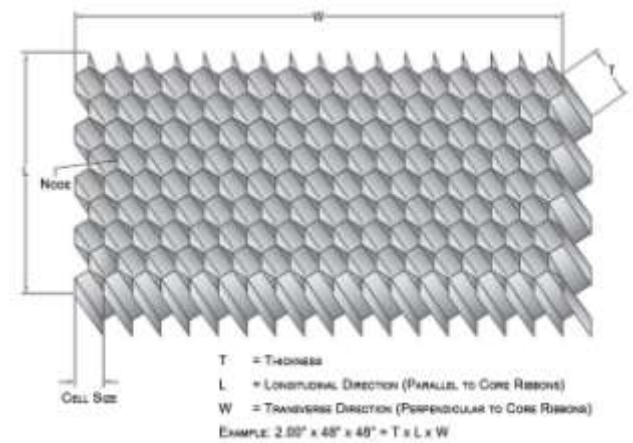 W
T
L
Node
Cell Size
T = Thickness
L = Longitudinal Direction (Parallel to Core Ribbons)
W = Transverse Direction (Perpendicular to Core Ribbons)
Example: 2.00" x 48" x 48" = T x L x W